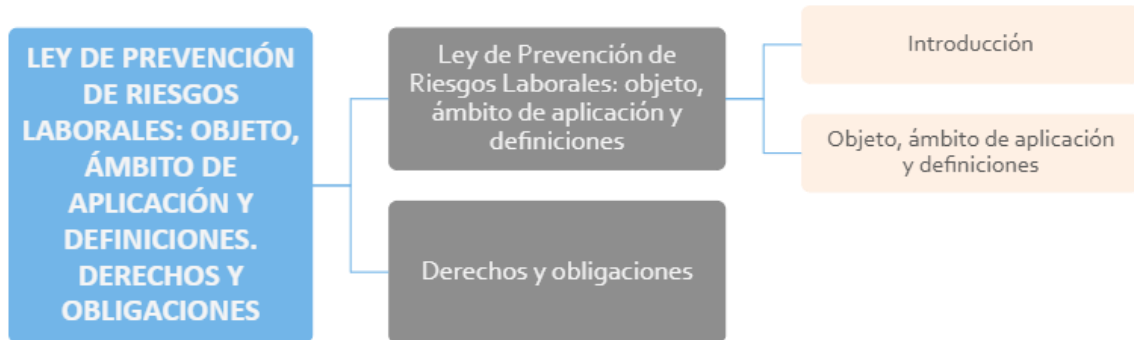 LEY DE PREVENCIÓN
DE RIESGOS
LABORALES: OBJETO,
ÁMBITO DE
APLICACIÓN Y
DEFINICIONES.
DERECHOS Y
OBLIGACIONES
Ley de Prevención de
Riesgos Laborales: objeto,
ámbito de aplicación y
definiciones
Introducción
Objeto, ámbito de aplicación
y definiciones
Derechos y obligaciones